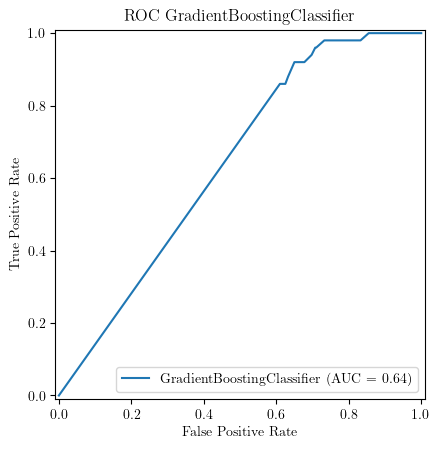 ROC GradientBoostingClassifier
1.0
0.8
0.6
0.4
0.2
0.0
True Positive Rate
GradientBoostingClassifier (AUC = 0.64)
0.0 0.2 0.4 0.6 0.8 1.0
False Positive Rate